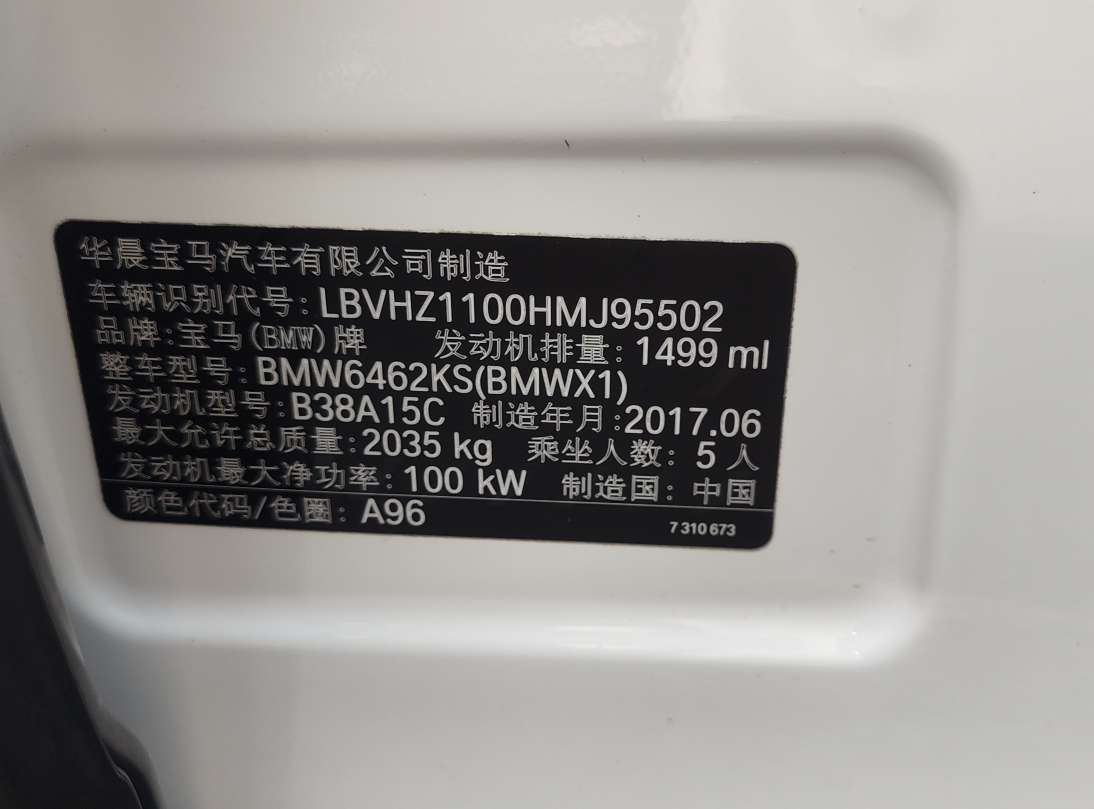 华晨宝马汽车有限公司制造
车辆识别代号: LBVHZ1100HMJ95502
品牌: 宝马(BMW)牌 发动机排量: 1499 ml
整车型号: BMW6462KS(BMWX1)
发动机型号: B38A15C 制造年月: 2017.06
最大允许总质量: 2035 kg 乘坐人数: 5 人
发动机最大净功率: 100 kW 制造国: 中国
颜色代码/色圈: A96 7 310 673